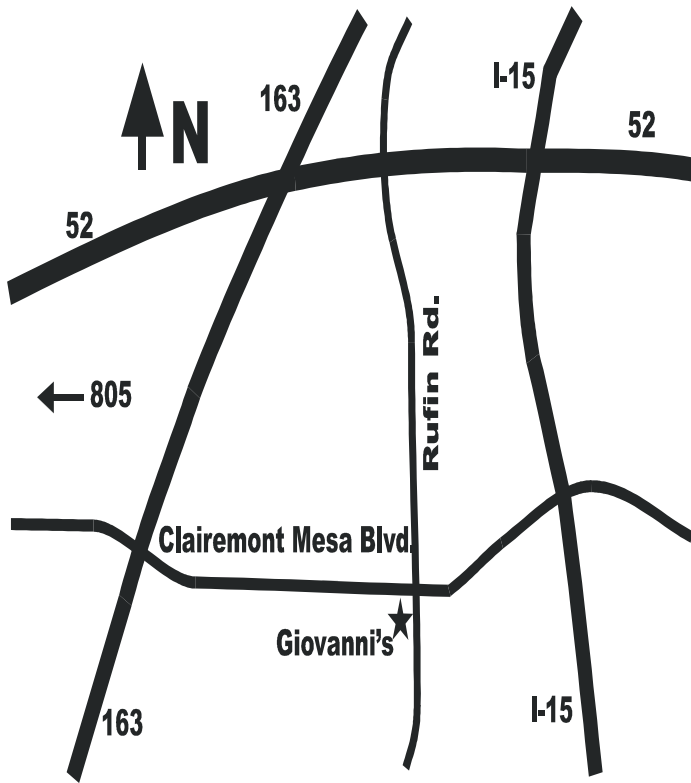 I-15
163
N
52
52
Rufin Rd.
805
Clairemont Mesa Blvd.
Giovanni's
163
I-15